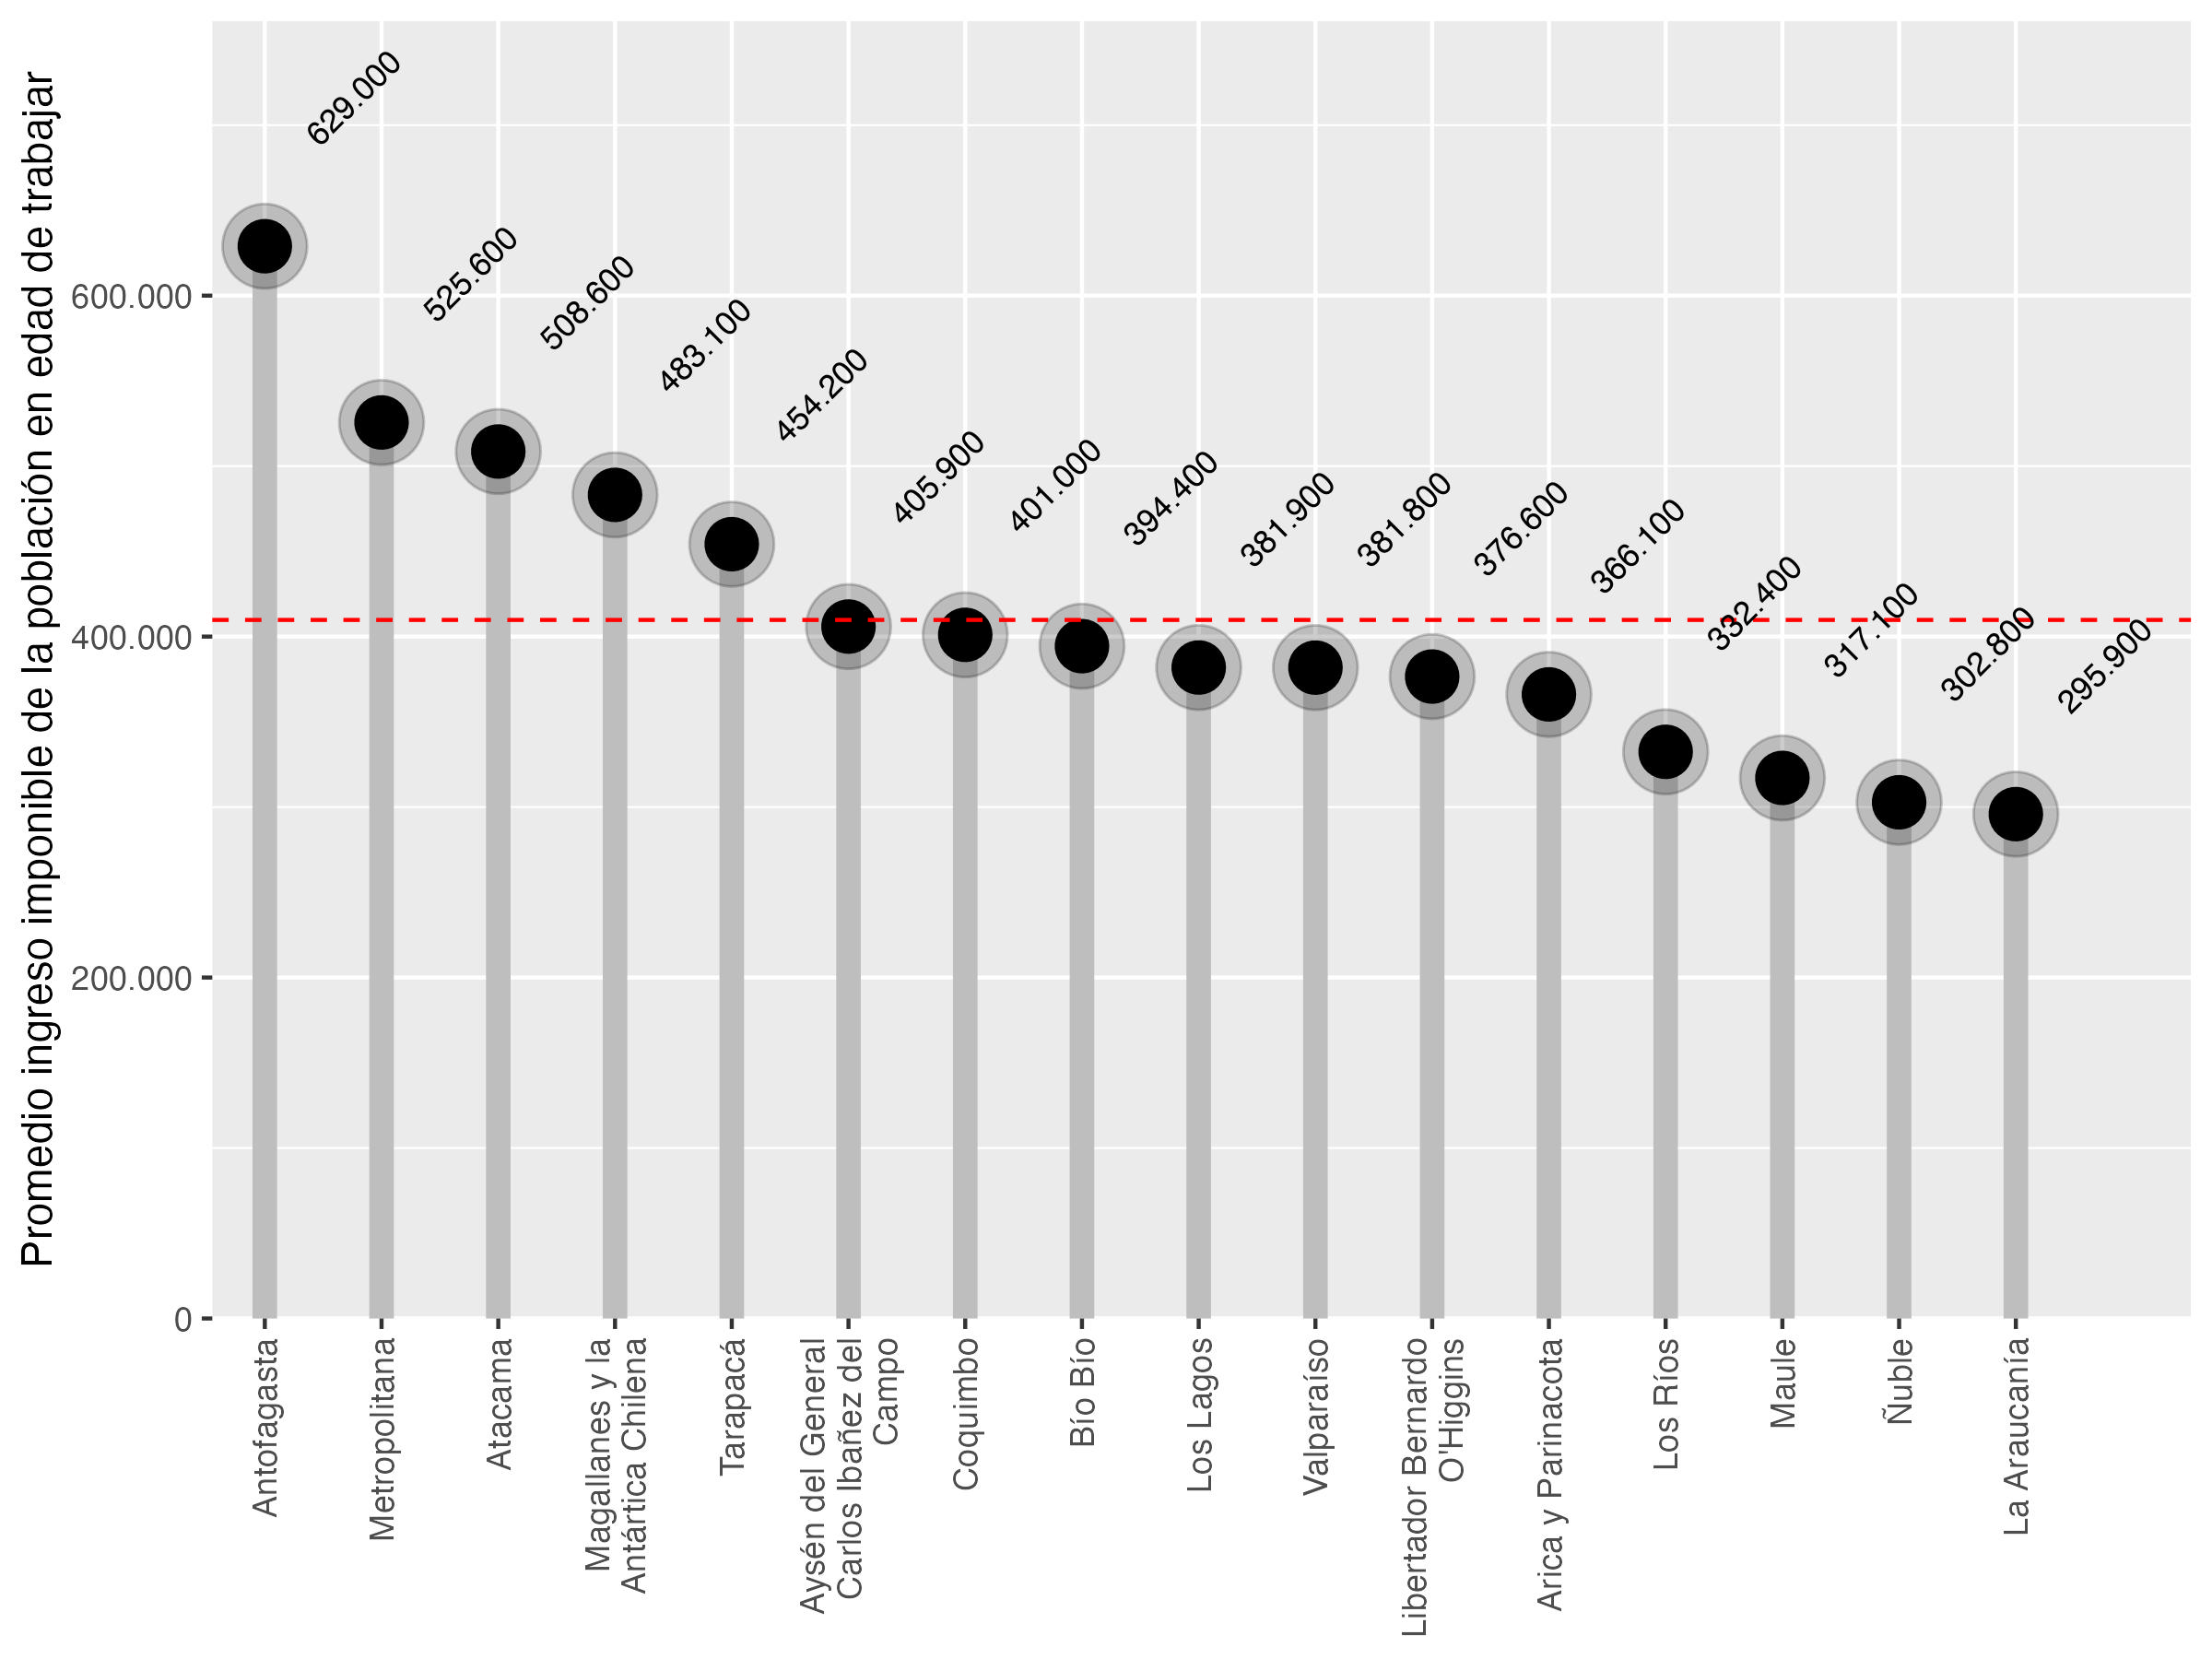 Promedio ingreso imponible de la población en edad de trabajar
600.000
400.000
200.000
0
629.000
525.600
508.600
483.100
454.200
405.900
401.000
394.400
381.900
381.800
376.600
366.100
332.400
317.100
302.800
295.900
Antofagasta
Metropolitana
Atacama
Magallanes y la
Antártica Chilena
Tarapacá
Aysén del General
Carlos Ibañez del
Campo
Coquimbo
Bío Bío
Los Lagos
Valparaíso
Libertador Bernardo
O'Higgins
Arica y Parinacota
Los Ríos
Maule
Ñuble
La Araucanía